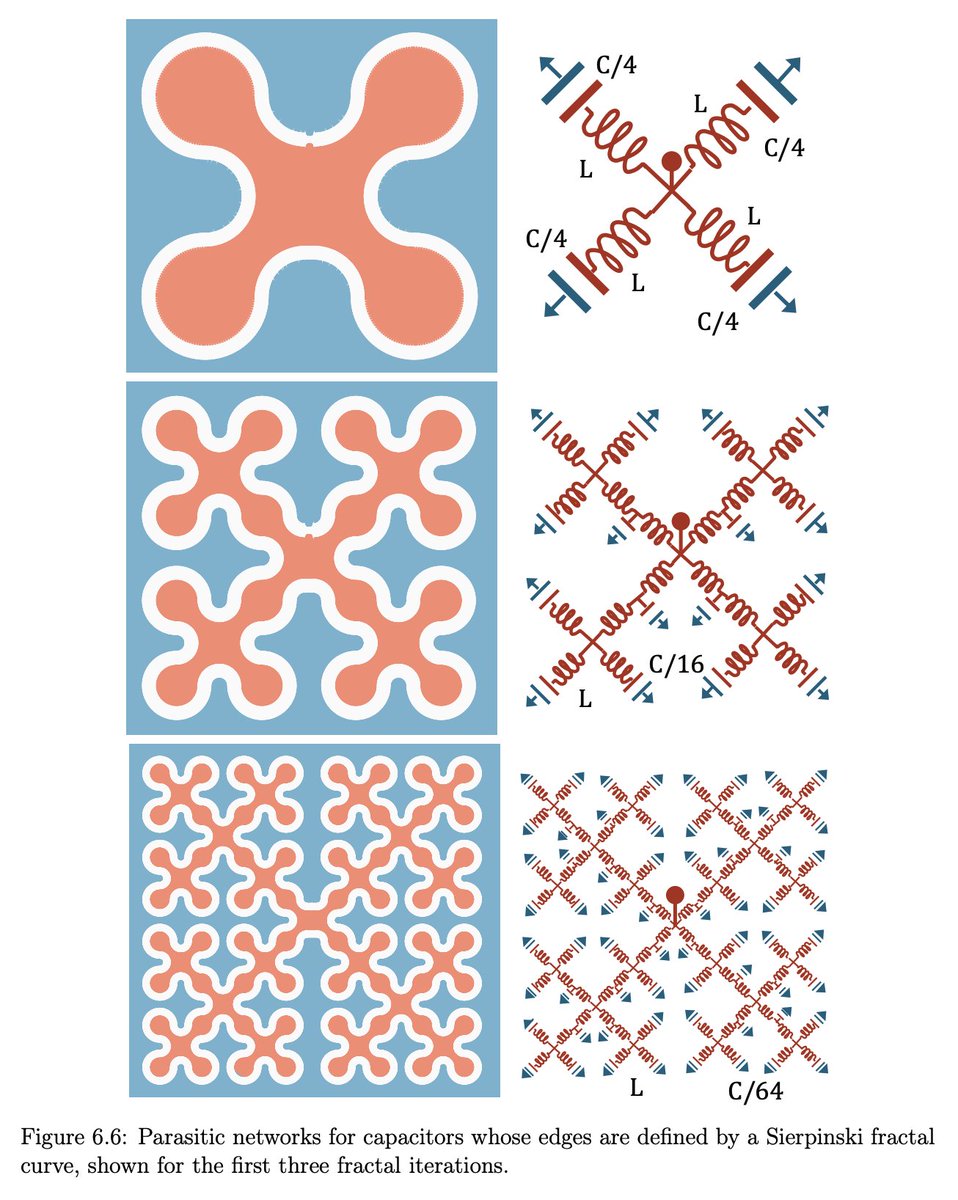 C/4
L
L
C/4
C/4
L
L
C/4
C/16
L
L
C/64
Figure 6.6: Parasitic networks for capacitors whose edges are defined by a Sierpinski fractal
curve, shown for the first three fractal iterations.